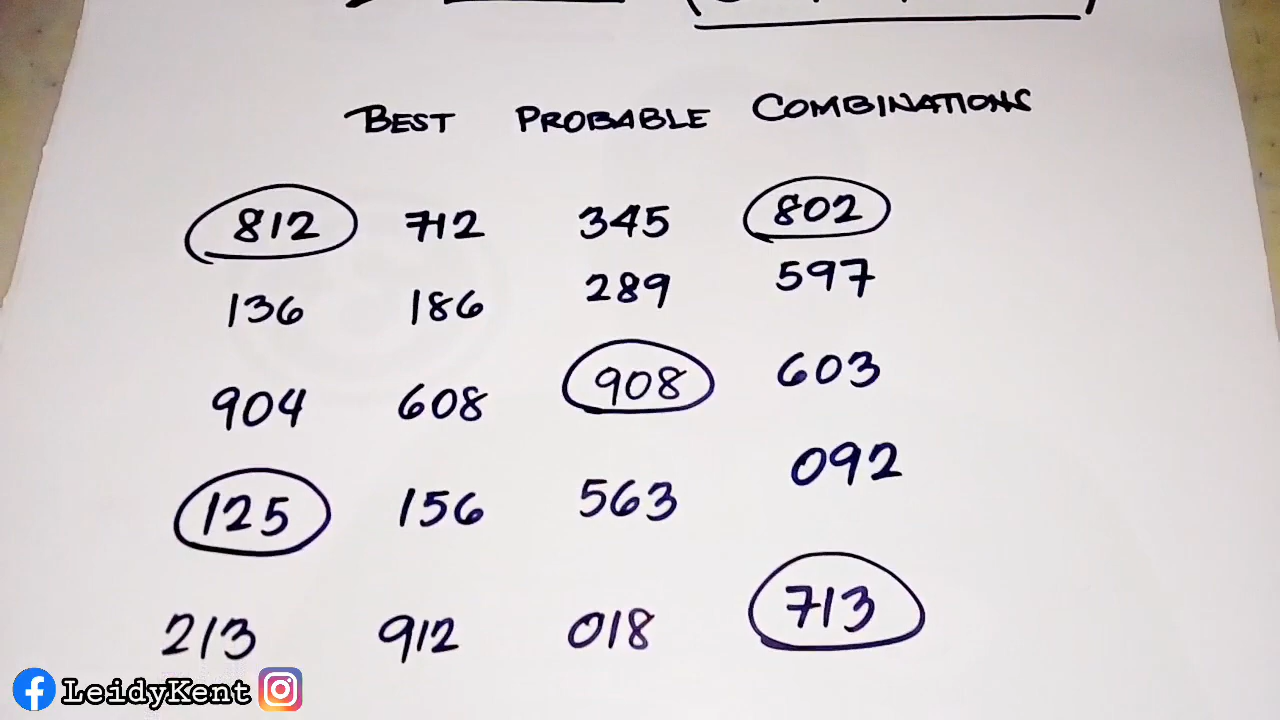 BEST PROBABLE COMBINATIONS
812 712 345 802
136 186 289 597
904 608 908 603
125 156 563 092
213 912 018 713
LeidyKent